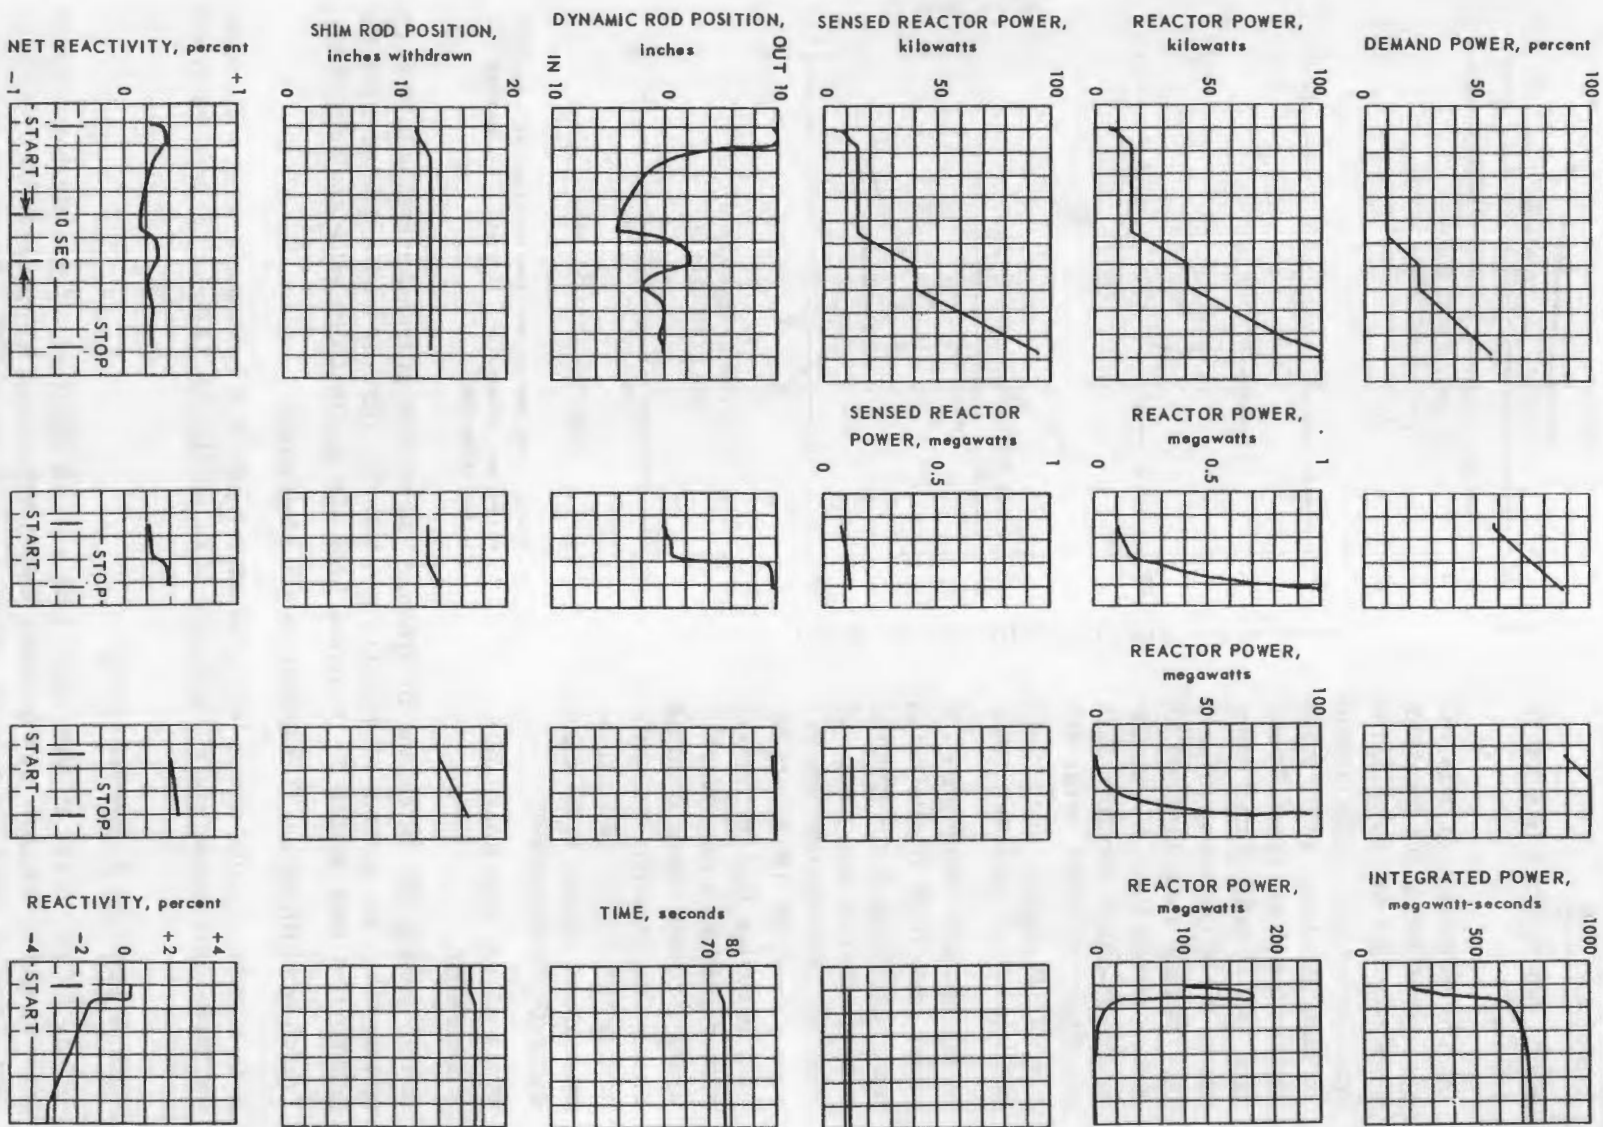 NET REACTIVITY, percent
-1
0
+1
START
10 SEC
STOP
SHIM ROD POSITION,
inches withdrawn
0
10
20
DYNAMIC ROD POSITION,
inches
IN 10
0
OUT 10
SENSED REACTOR POWER,
kilowatts
0
50
100
REACTOR POWER,
kilowatts
0
50
100
DEMAND POWER, percent
0
50
100
START
STOP
SENSED REACTOR
POWER, megawatts
0
0.5
1
REACTOR POWER,
megawatts
0
0.5
1
START
STOP
REACTOR POWER,
megawatts
0
50
100
REACTIVITY, percent
-4
-2
0
+2
+4
START
TIME, seconds
70
80
REACTOR POWER,
megawatts
0
100
200
INTEGRATED POWER,
megawatt-seconds
0
500
1000